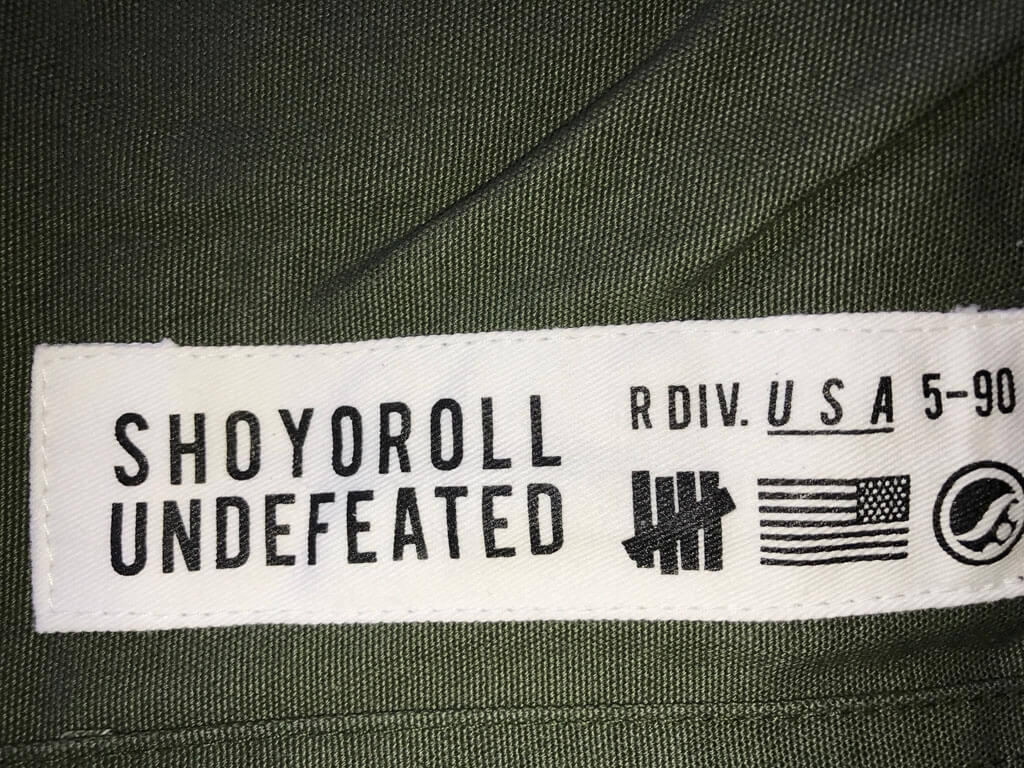 SHOYOROLL
UNDEFEATED
R DIV. U S A 5-90